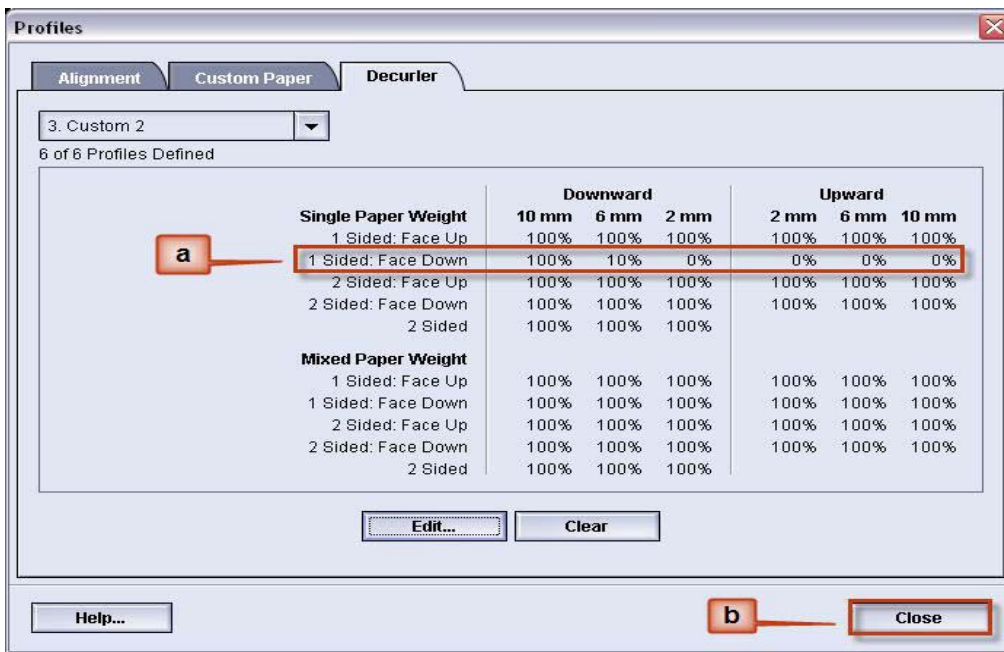 Profiles
Alignment Custom Paper Decurler
3. Custom 2
6 of 6 Profiles Defined
Downward Upward
Single Paper Weight 10 mm 6 mm 2 mm 2 mm 6 mm 10 mm
1 Sided: Face Up 100% 100% 100% 100% 100% 100%
a 1 Sided: Face Down 100% 10% 0% 0% 0% 0%
2 Sided: Face Up 100% 100% 100% 100% 100% 100%
2 Sided: Face Down 100% 100% 100% 100% 100% 100%
2 Sided 100% 100% 100%
Mixed Paper Weight
1 Sided: Face Up 100% 100% 100% 100% 100% 100%
1 Sided: Face Down 100% 100% 100% 100% 100% 100%
2 Sided: Face Up 100% 100% 100% 100% 100% 100%
2 Sided: Face Down 100% 100% 100% 100% 100% 100%
2 Sided 100% 100% 100%
Edit... Clear
Help... b Close